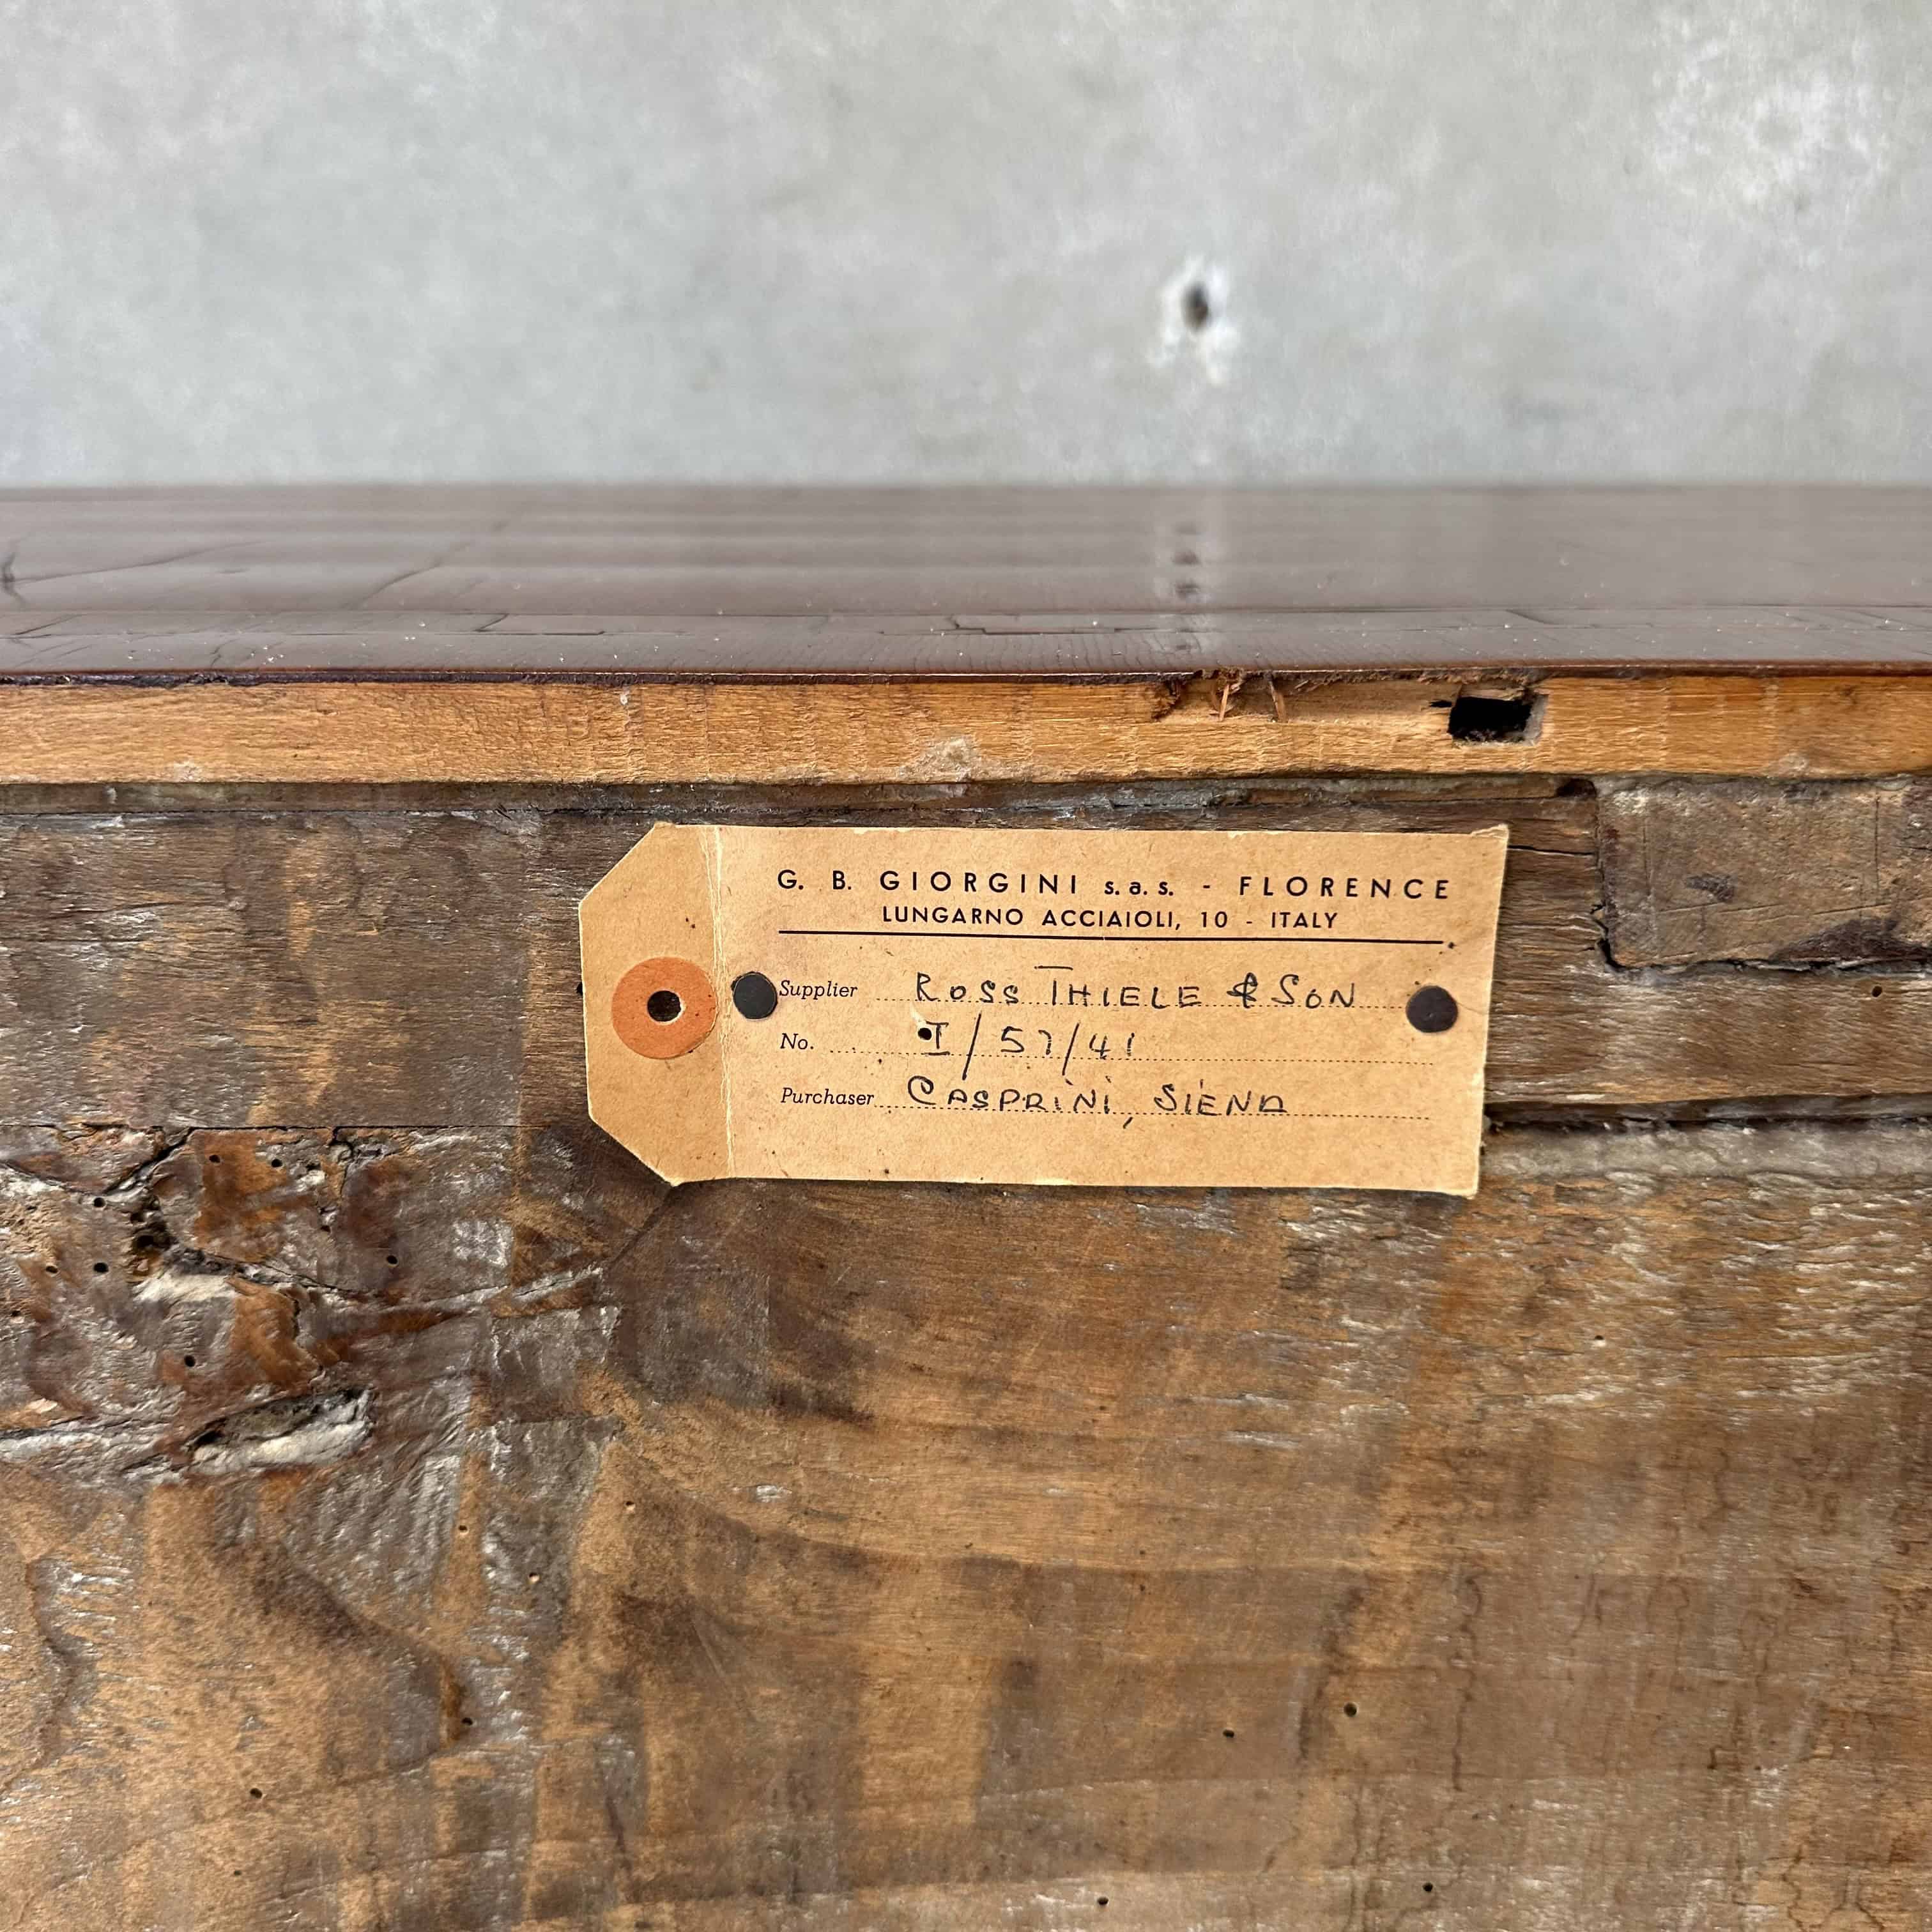 G. B. GIORGINI s.a.s. - FLORENCE
LUNGARNO ACCIAIOLI, 10 - ITALY
Supplier ROSS THIELE & SON
No. I/57/41
Purchaser CASPRINI, SIENA